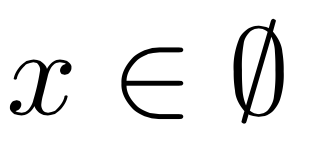 x ∈ ∅